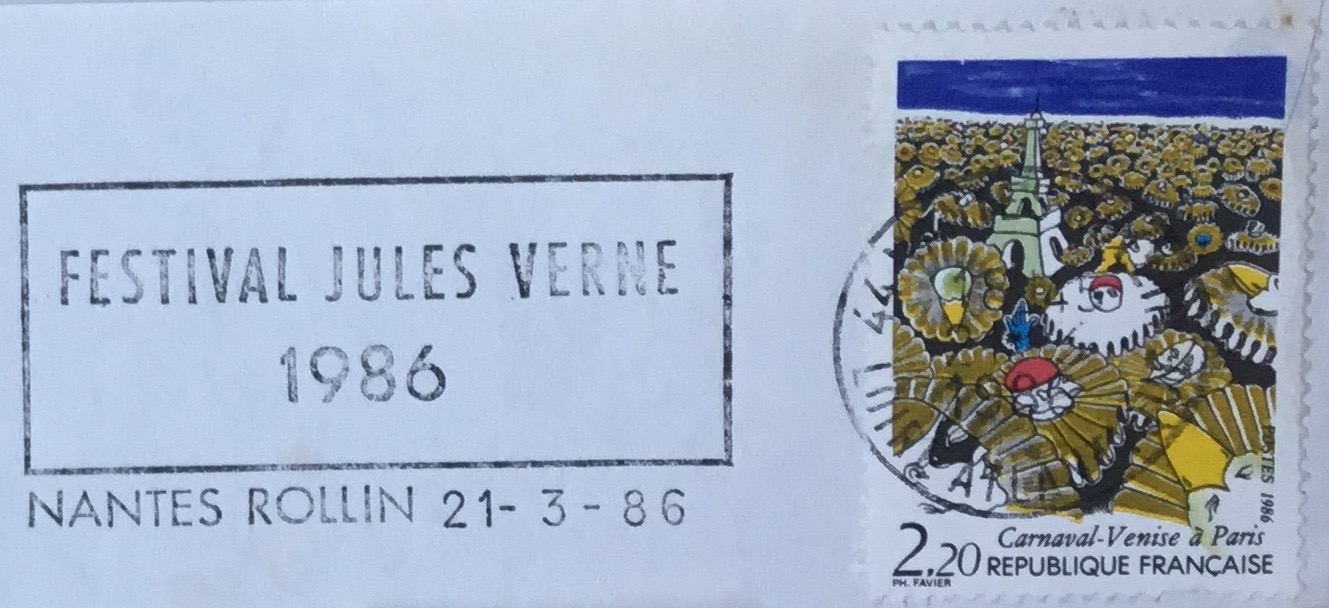 FESTIVAL JULES VERNE
1986
NANTES ROLLIN 21-3-86
44
POSTES 1986
Carnaval-Venise à Paris
2,20 REPUBLIQUE FRANÇAISE
PH. FAVIER